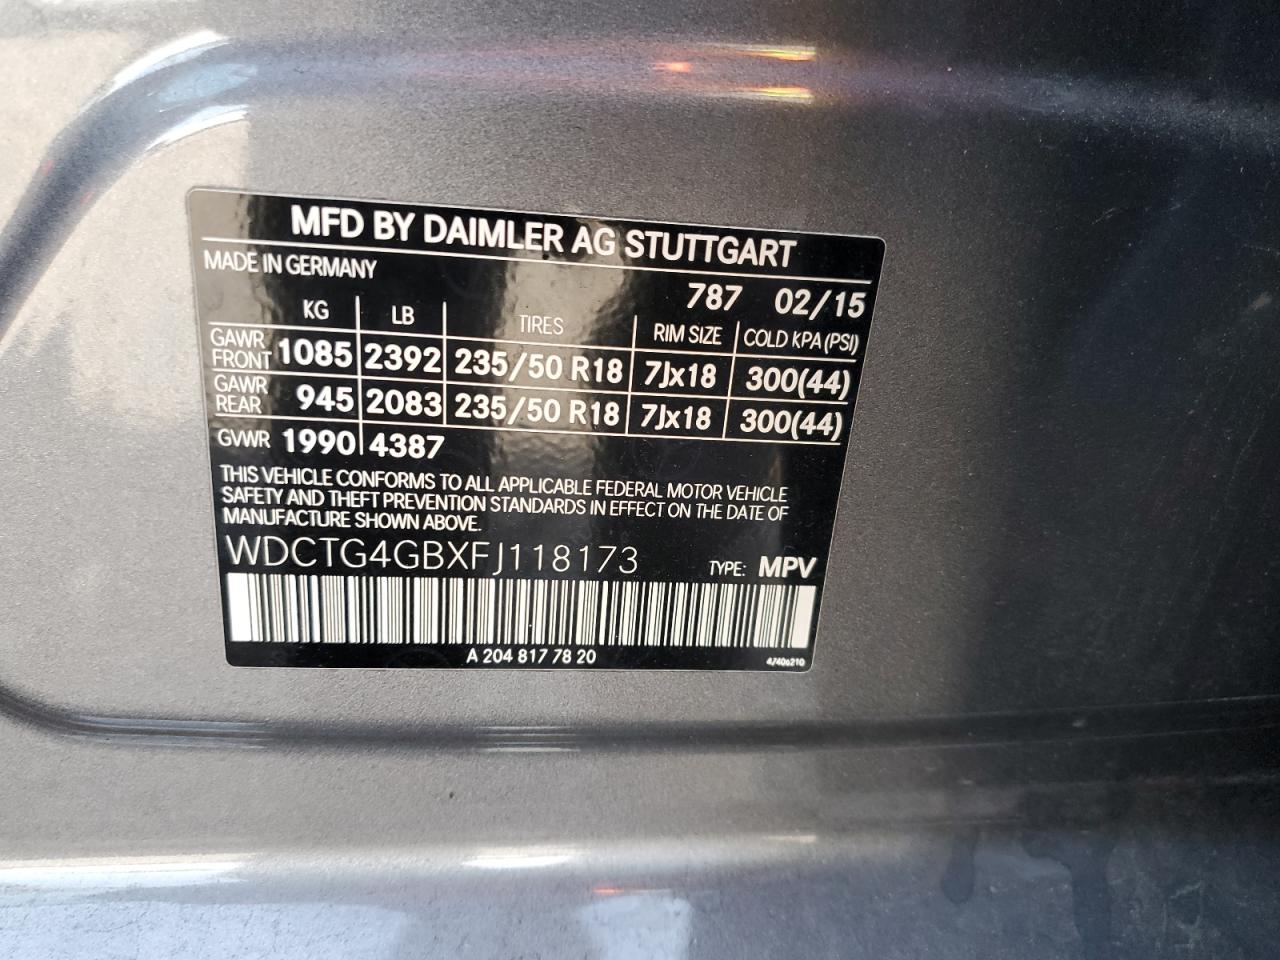 MFD BY DAIMLER AG STUTTGART
MADE IN GERMANY
787 02/15
KG LB TIRES RIM SIZE COLD KPA (PSI)
GAWR FRONT 1085 2392 235/50 R18 7Jx18 300(44)
GAWR REAR 945 2083 235/50 R18 7Jx18 300(44)
GVWR 1990 4387
THIS VEHICLE CONFORMS TO ALL APPLICABLE FEDERAL MOTOR VEHICLE
SAFETY AND THEFT PREVENTION STANDARDS IN EFFECT ON THE DATE OF
MANUFACTURE SHOWN ABOVE.
WDCTG4GBXFJ118173 TYPE: MPV
A 204 817 78 20